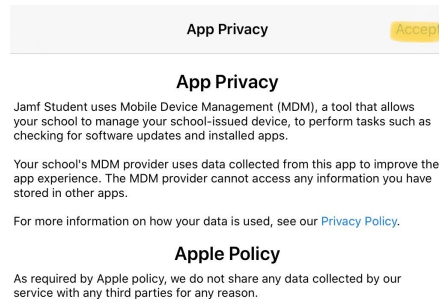 App Privacy Accept
App Privacy
Jamf Student uses Mobile Device Management (MDM), a tool that allows
your school to manage your school-issued device, to perform tasks such as
checking for software updates and installed apps.
Your school's MDM provider uses data collected from this app to improve the
app experience. The MDM provider cannot access any information you have
stored in other apps.
For more information on how your data is used, see our Privacy Policy.
Apple Policy
As required by Apple policy, we do not share any data collected by our
service with any third parties for any reason.